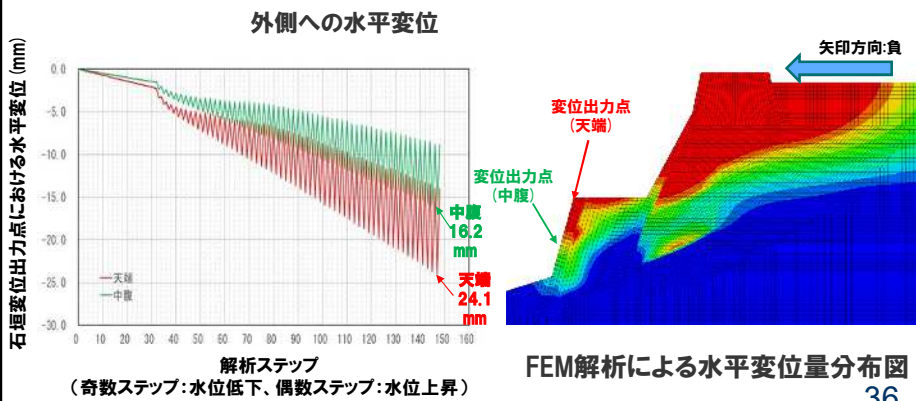 外側への水平変位
石垣変位出力点における水平変位(mm)
0.0
-5.0
-10.0
-15.0
-20.0
-25.0
-30.0
天端
中腹
0 10 20 30 40 50 60 70 80 90 100 110 120 130 140 150 160
中腹
16.2
mm
天端
24.1
mm
解析ステップ
(奇数ステップ:水位低下、偶数ステップ:水位上昇)
矢印方向:負
変位出力点
(天端)
変位出力点
(中腹)
FEM解析による水平変位量分布図
36